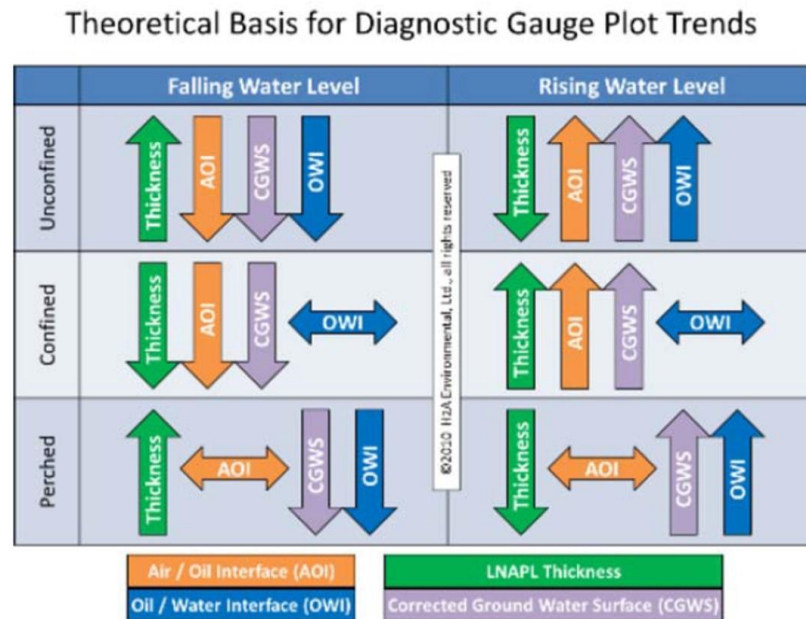 Theoretical Basis for Diagnostic Gauge Plot Trends
Falling Water Level
Rising Water Level
Unconfined
Thickness
AOI
CGWS
OWI
Thickness
AOI
CGWS
OWI
©2010 H2A Environmental, Ltd., all rights reserved
Confined
Thickness
AOI
CGWS
OWI
Thickness
AOI
CGWS
OWI
Perched
Thickness
AOI
CGWS
OWI
Thickness
AOI
CGWS
OWI
Air / Oil Interface (AOI)
LNAPL Thickness
Oil / Water Interface (OWI)
Corrected Ground Water Surface (CGWS)